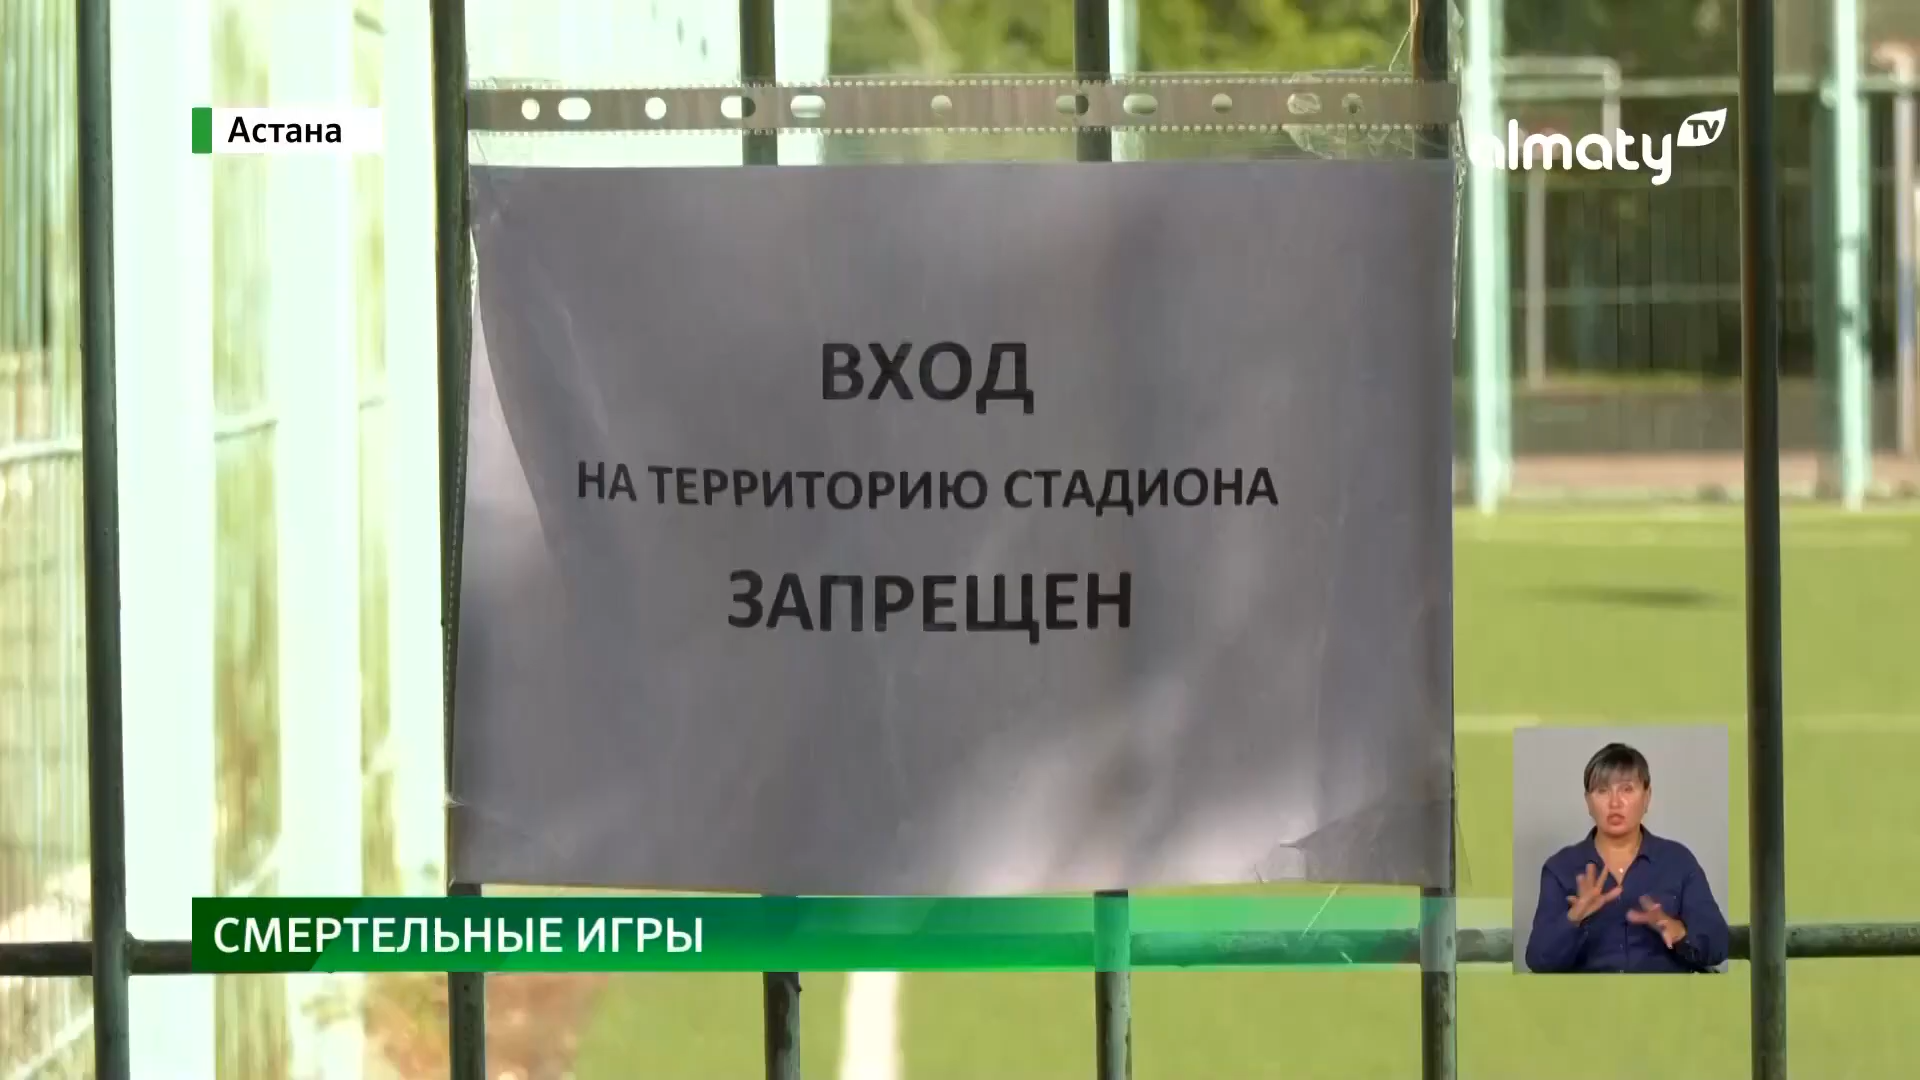 Астана
almaty TV
ВХОД
НА ТЕРРИТОРИЮ СТАДИОНА
ЗАПРЕЩЕН
СМЕРТЕЛЬНЫЕ ИГРЫ